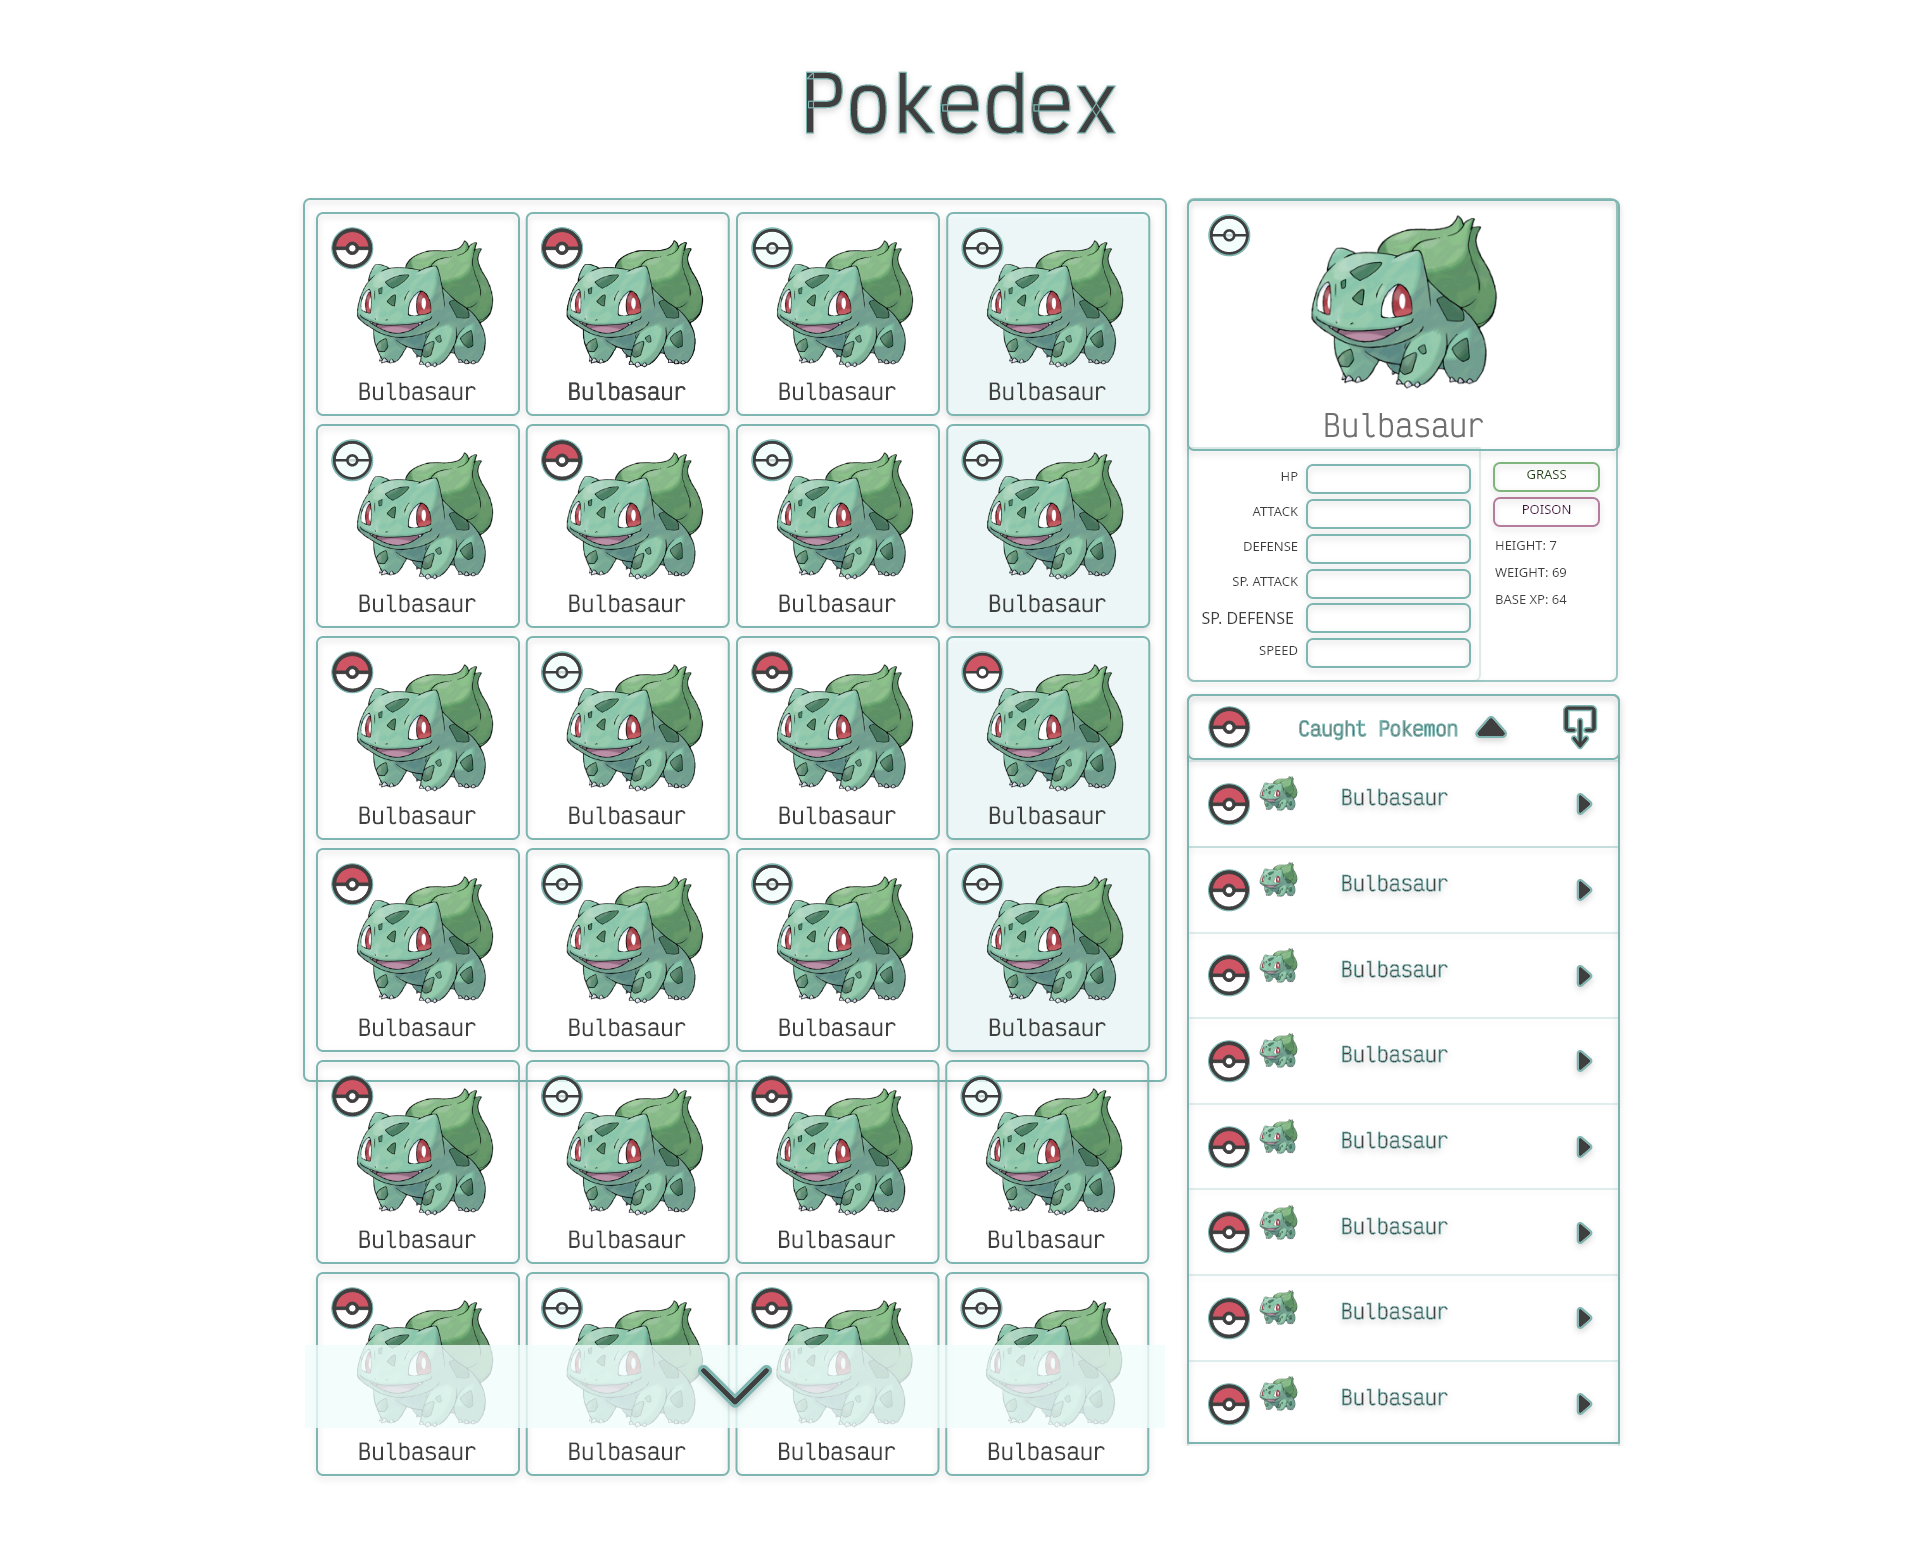 Pokedex
Bulbasaur Bulbasaur Bulbasaur Bulbasaur
Bulbasaur Bulbasaur Bulbasaur Bulbasaur
Bulbasaur Bulbasaur Bulbasaur Bulbasaur
Bulbasaur Bulbasaur Bulbasaur Bulbasaur
Bulbasaur Bulbasaur Bulbasaur Bulbasaur
Bulbasaur Bulbasaur Bulbasaur Bulbasaur
Bulbasaur
HP
ATTACK
DEFENSE
SP. ATTACK
SP. DEFENSE
SPEED
GRASS
POISON
HEIGHT: 7
WEIGHT: 69
BASE XP: 64
Caught Pokemon
Bulbasaur
Bulbasaur
Bulbasaur
Bulbasaur
Bulbasaur
Bulbasaur
Bulbasaur
Bulbasaur